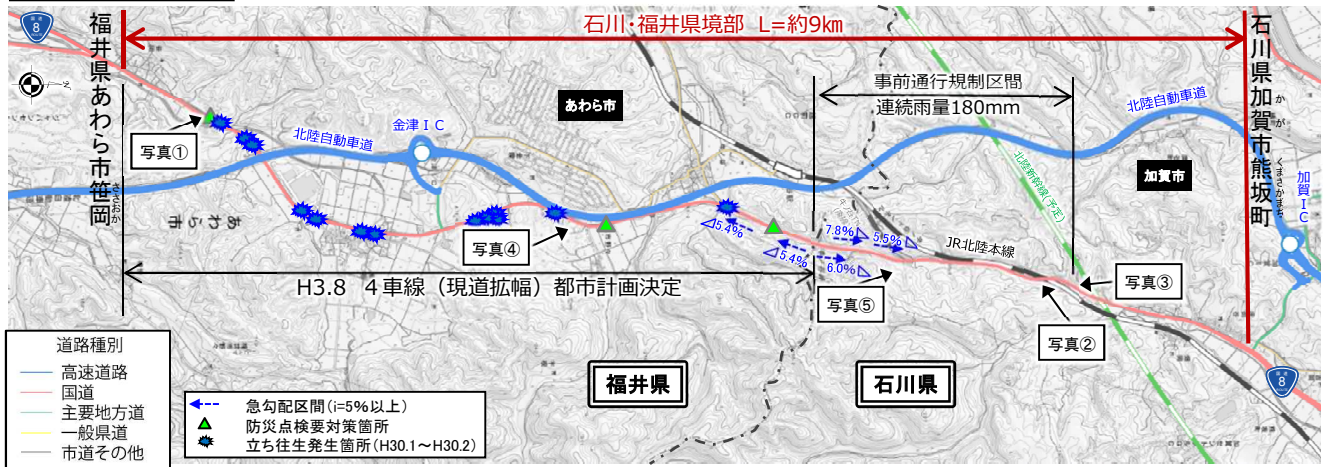 石川・福井県境部 L=約9㎞
国道
8
福井県あわら市笹岡
ささおか
石川県加賀市熊坂町
かが
くまさかまち
事前通行規制区間
連続雨量180mm
あわら市
北陸自動車道
金津IC
北陸自動車道
写真①
北陸新幹線(予定)
加賀市
加賀IC
あわら市
写真④
5.4%
5.4%
7.8%
5.5%
6.0%
JR北陸本線
写真⑤
写真③
写真②
H3.8 4車線(現道拡幅)都市計画決定
福井県
石川県
国道
8
道路種別
高速道路
国道
主要地方道
一般県道
市道その他
急勾配区間(i=5%以上)
防災点検要対策箇所
立ち往生発生箇所(H30.1~H30.2)